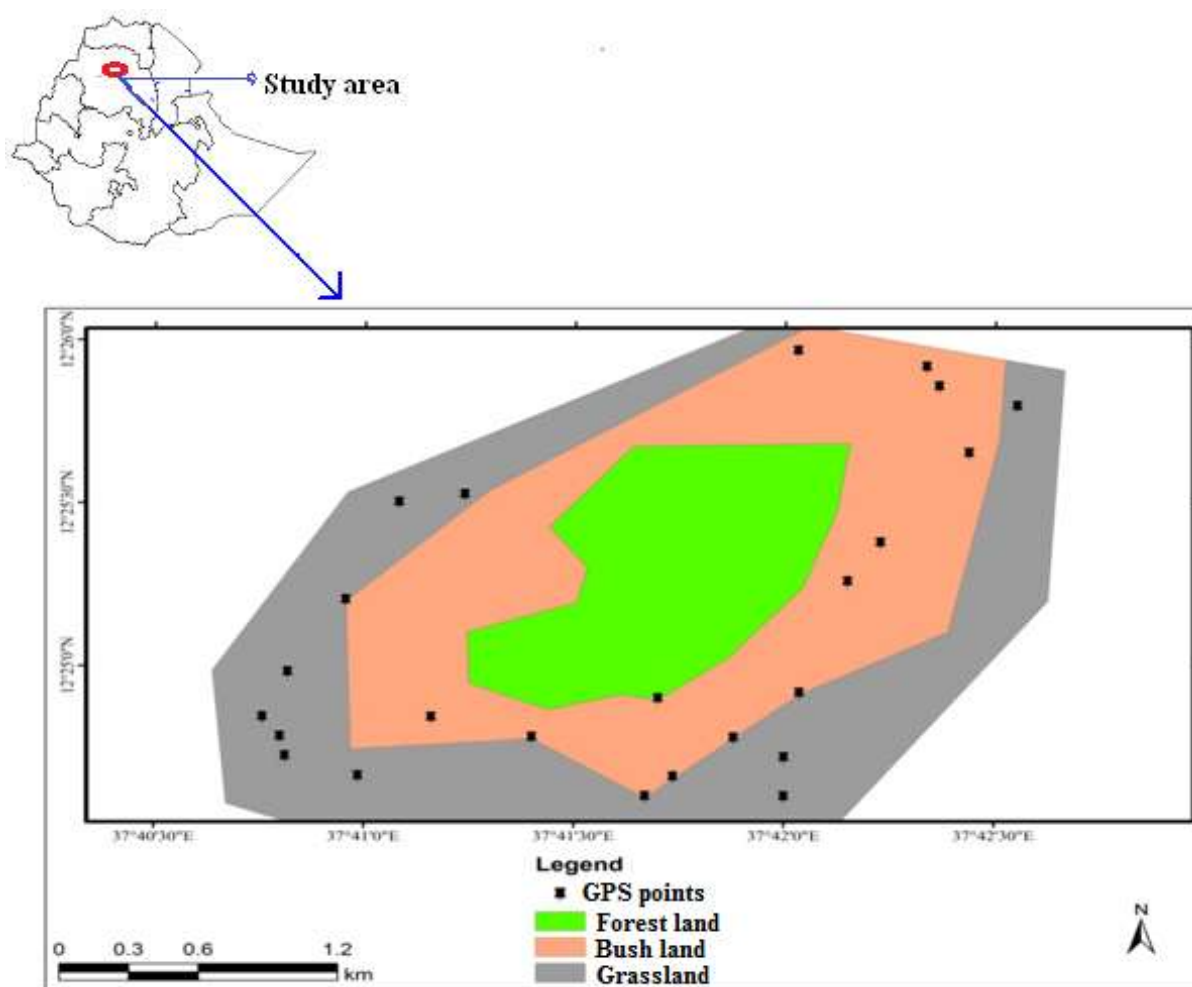 Study area
12°26'0"N
12°25'30"N
12°25'0"N
37°40'30"E
37°41'0"E
37°41'30"E
37°42'0"E
37°42'30"E
Legend
GPS points
Forest land
Bush land
Grassland
0 0.3 0.6 1.2
km
N